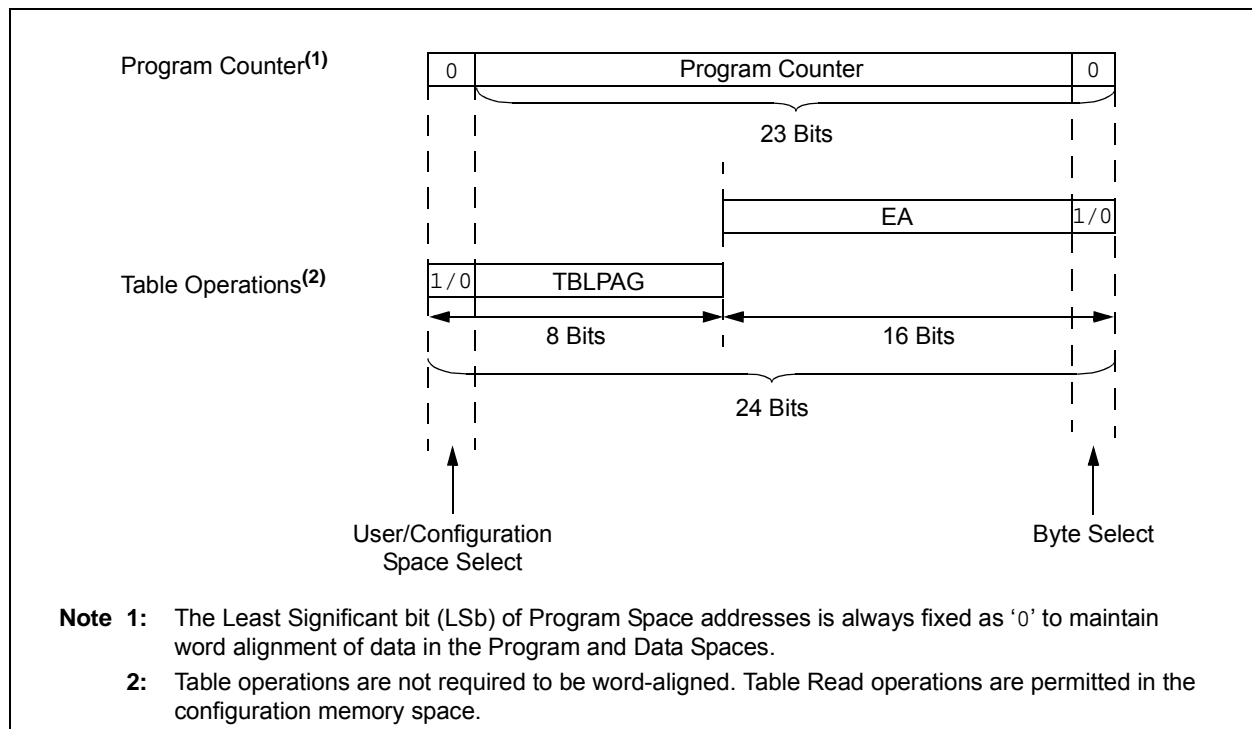 Program Counter(1)
0 Program Counter 0
23 Bits
EA 1/0
Table Operations(2)
1/0 TBLPAG
8 Bits 16 Bits
24 Bits
User/Configuration
Space Select
Byte Select
Note 1: The Least Significant bit (LSb) of Program Space addresses is always fixed as ‘0’ to maintain
word alignment of data in the Program and Data Spaces.
2: Table operations are not required to be word-aligned. Table Read operations are permitted in the
configuration memory space.